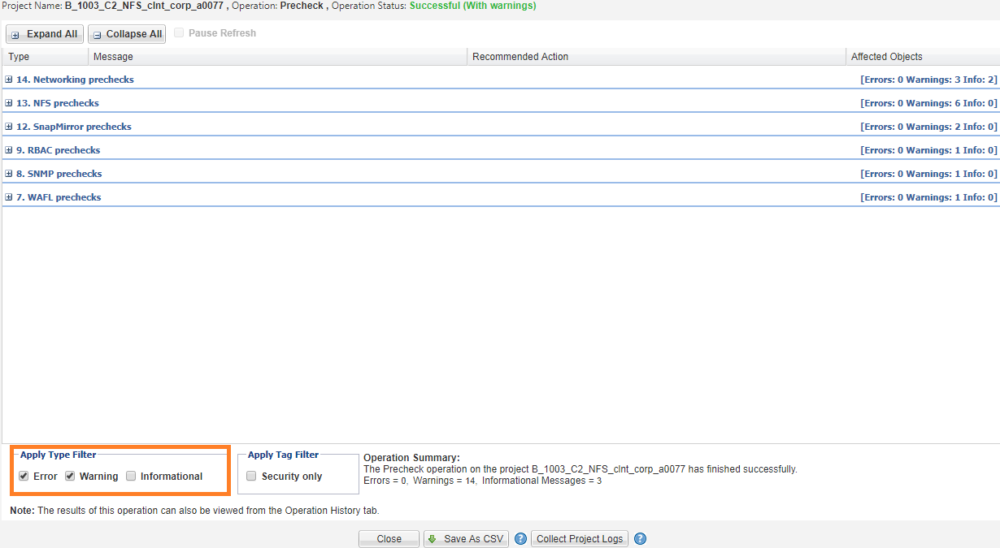 Project Name: B_1003_C2_NFS_clnt_corp_a0077 , Operation: Precheck , Operation Status: Successful (With warnings)
Expand All Collapse All Pause Refresh
Type Message Recommended Action Affected Objects
14. Networking prechecks [Errors: 0 Warnings: 3 Info: 2]
13. NFS prechecks [Errors: 0 Warnings: 6 Info: 0]
12. SnapMirror prechecks [Errors: 0 Warnings: 2 Info: 0]
9. RBAC prechecks [Errors: 0 Warnings: 1 Info: 0]
8. SNMP prechecks [Errors: 0 Warnings: 1 Info: 0]
7. WAFL prechecks [Errors: 0 Warnings: 1 Info: 0]
Apply Type Filter
Error Warning Informational
Apply Tag Filter
Security only
Operation Summary:
The Precheck operation on the project B_1003_C2_NFS_clnt_corp_a0077 has finished successfully.
Errors = 0, Warnings = 14, Informational Messages = 3
Note: The results of this operation can also be viewed from the Operation History tab.
Close Save As CSV ? Collect Project Logs ?